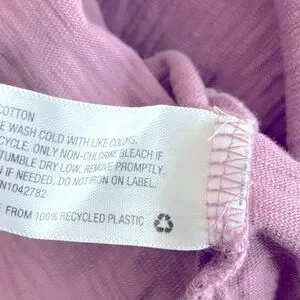 COTTON
E WASH COLD WITH LIKE COLORS,
CYCLE. ONLY NON-CHLORINE BLEACH IF
TUMBLE DRY LOW. REMOVE PROMPTLY.
N IF NEEDED. DO NOT IRON ON LABEL.
N1042782
E FROM 100% RECYCLED PLASTIC